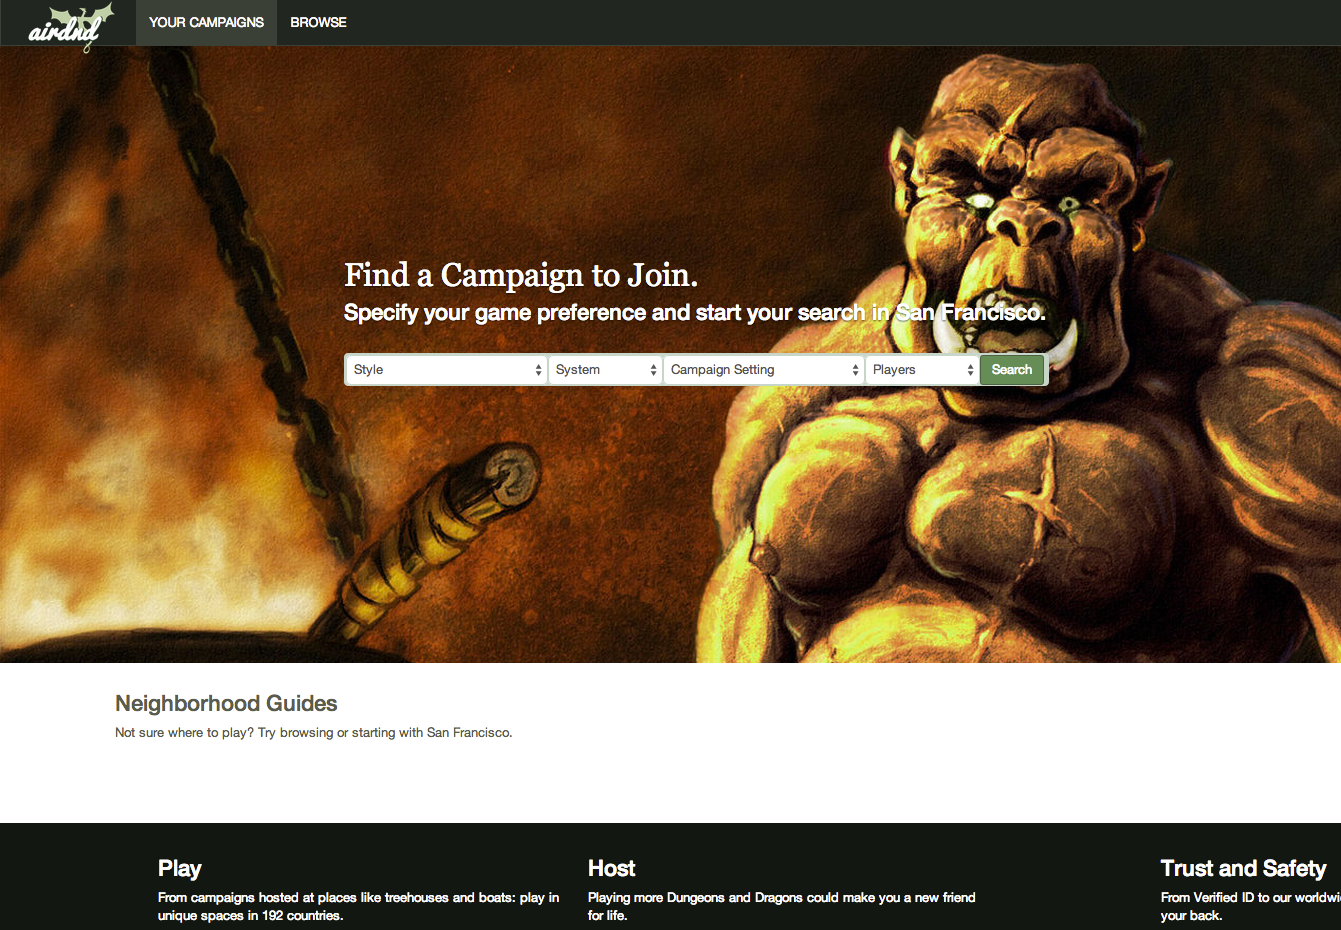 airdnd
YOUR CAMPAIGNS
BROWSE
Find a Campaign to Join.
Specify your game preference and start your search in San Francisco.
Style
System
Campaign Setting
Players
Search
Neighborhood Guides
Not sure where to play? Try browsing or starting with San Francisco.
Play
From campaigns hosted at places like treehouses and boats: play in
unique spaces in 192 countries.
Host
Playing more Dungeons and Dragons could make you a new friend
for life.
Trust and Safety
From Verified ID to our worldwi
your back.